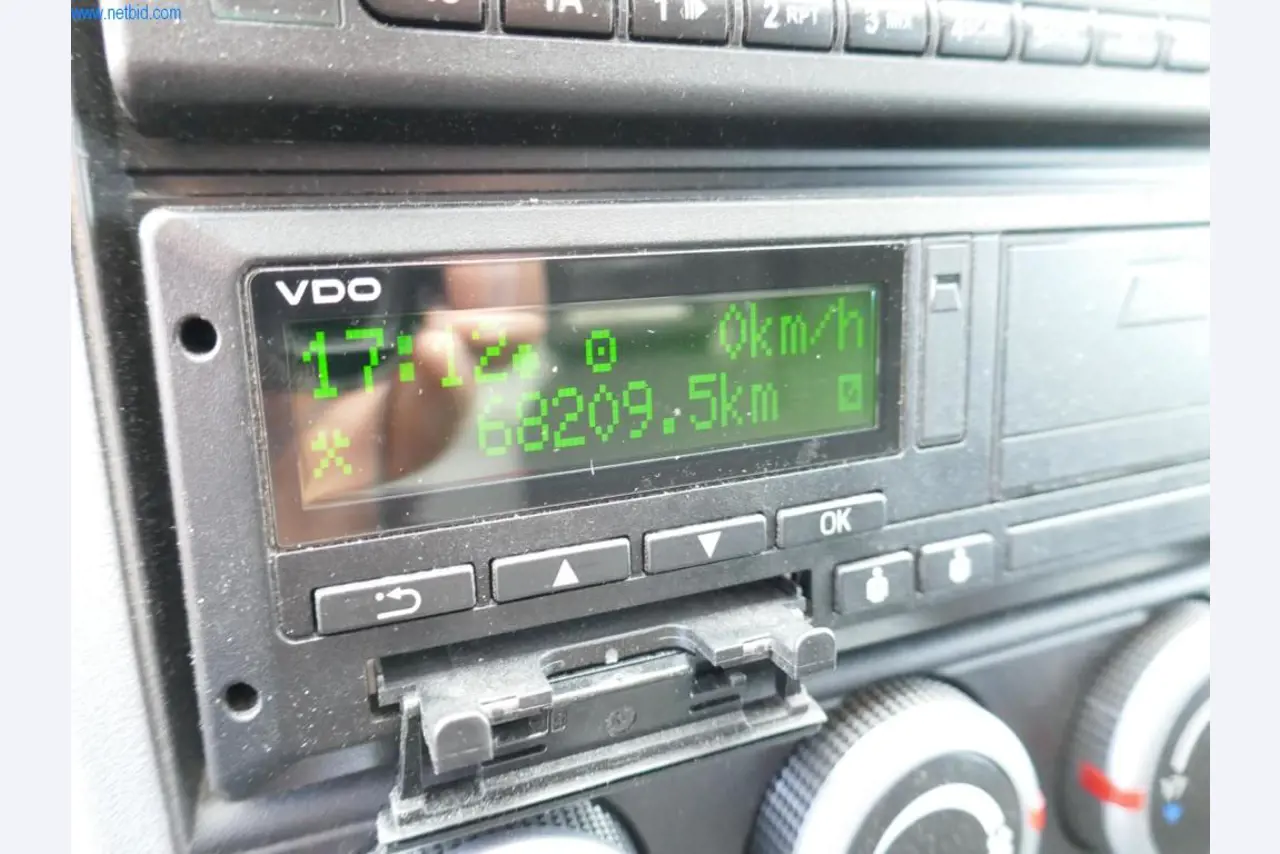 www.netbid.com
1A 1 2 RPT 3 MIX
VDO
17:12 0km/h
68209.5km
OK